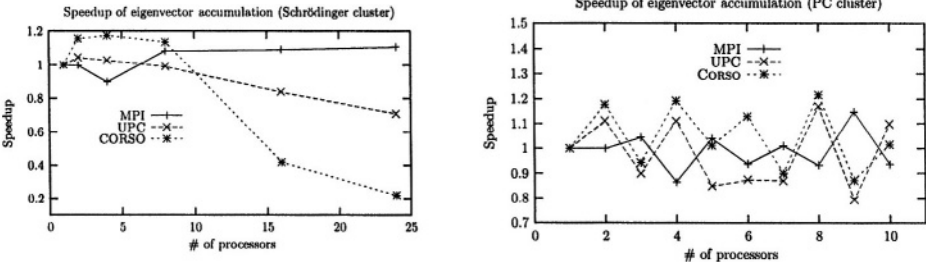 Speedup of eigenvector accumulation (Schrödinger cluster)
1.2
1
0.8
0.6
0.4
0.2
Speedup
MPI
UPC
CORSO
0 5 10 15 20 25
# of processors
Speedup of eigenvector accumulation (PC cluster)
1.5
1.4
1.3
1.2
1.1
1
0.9
0.8
0.7
Speedup
MPI
UPC
CORSO
0 2 4 6 8 10
# of processors